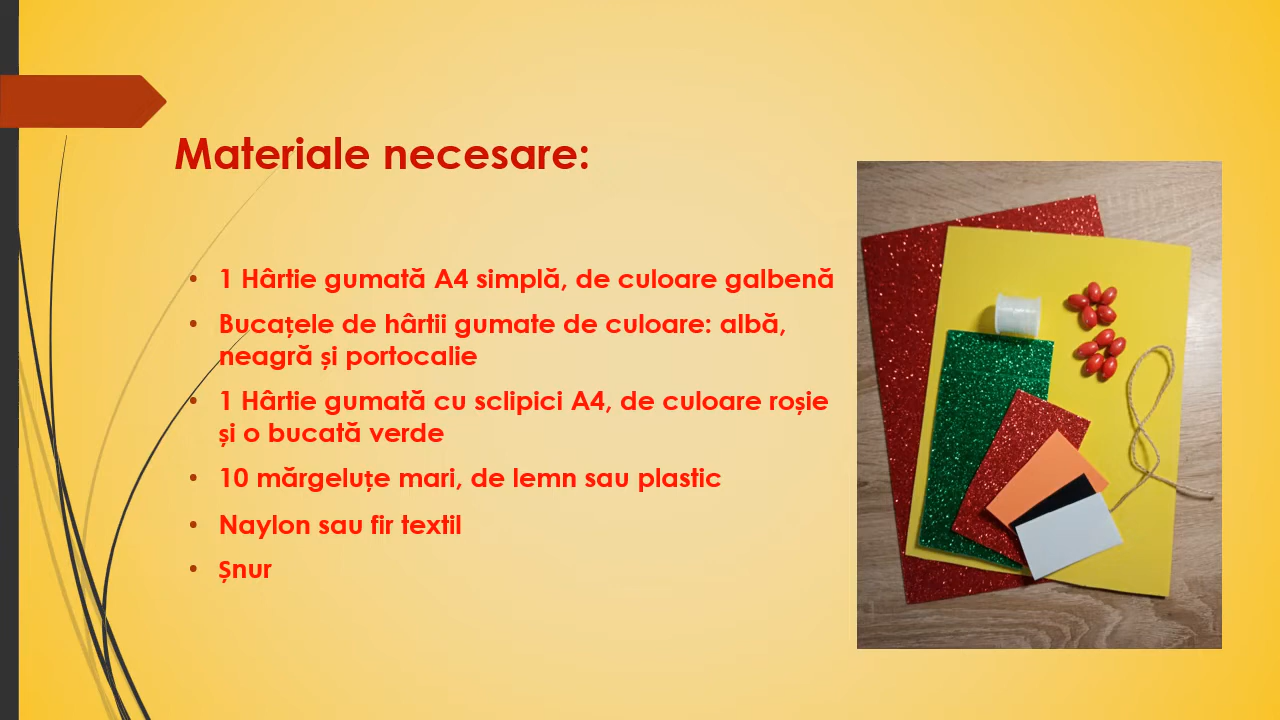 Materiale necesare:
• 1 Hârtie gumată A4 simplă, de culoare galbenă
• Bucațele de hârtii gumate de culoare: albă,
neagră și portocalie
• 1 Hârtie gumată cu sclipici A4, de culoare roșie
și o bucată verde
• 10 mărgeluțe mari, de lemn sau plastic
• Naylon sau fir textil
• Șnur